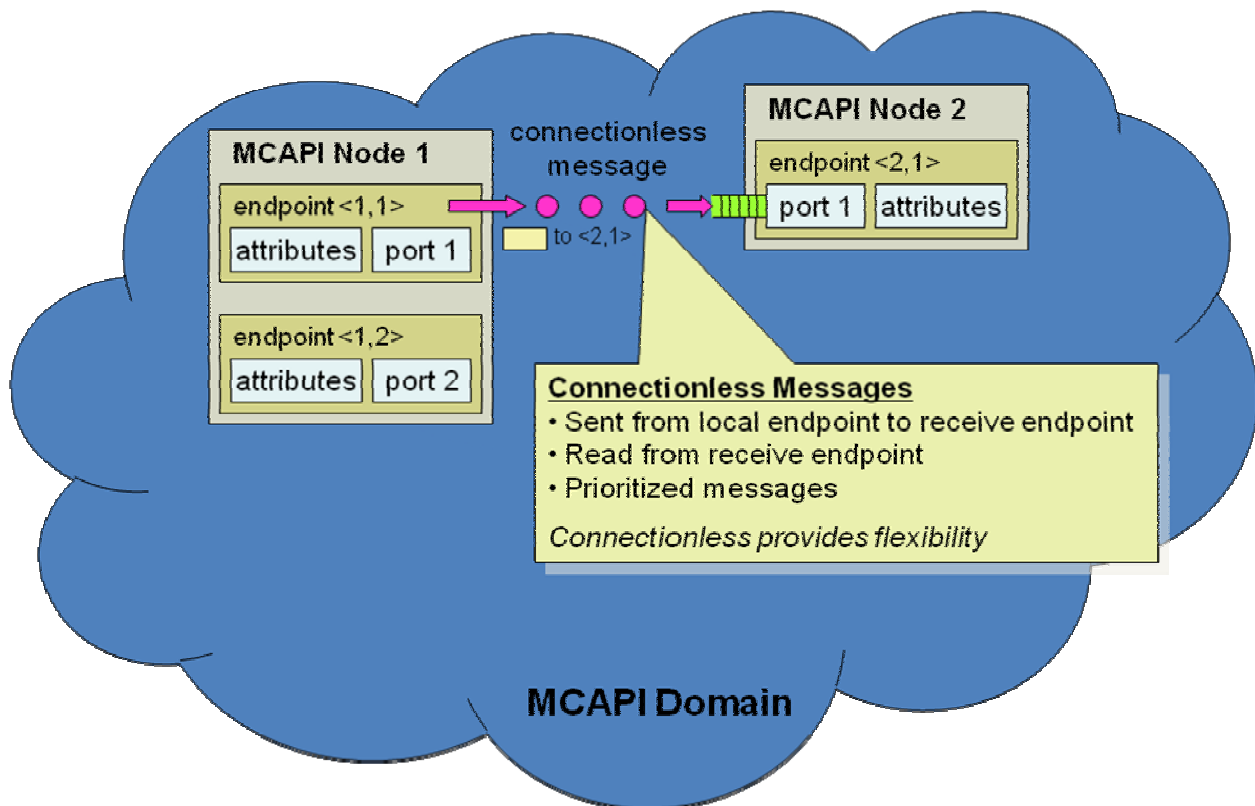 MCAPI Node 1
endpoint <1,1>
attributes
port 1
endpoint <1,2>
attributes
port 2
connectionless
message
to <2,1>
MCAPI Node 2
endpoint <2,1>
port 1
attributes
Connectionless Messages
• Sent from local endpoint to receive endpoint
• Read from receive endpoint
• Prioritized messages
Connectionless provides flexibility
MCAPI Domain